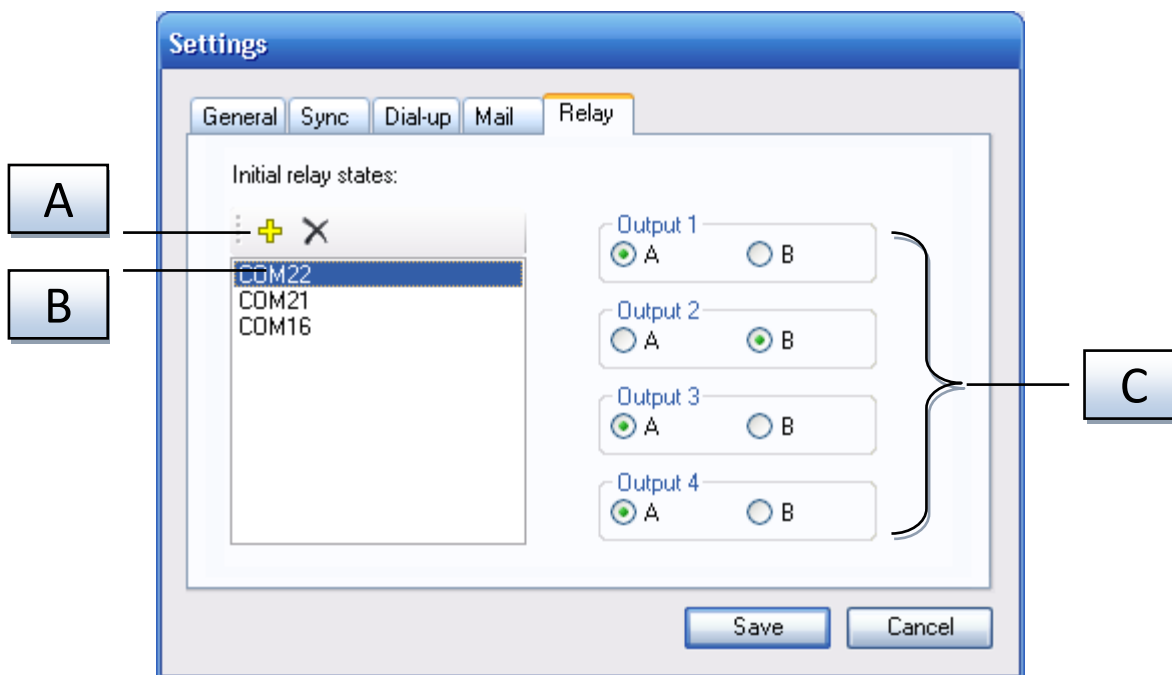 Settings
General Sync Dial-up Mail Relay
Initial relay states:
A
B
COM22
COM21
COM16
Output 1
A B
Output 2
A B
Output 3
A B
Output 4
A B
C
Save Cancel